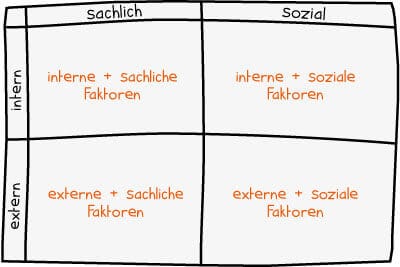 sachlich
sozial
intern
interne + sachliche
Faktoren
interne + soziale
Faktoren
extern
externe + sachliche
Faktoren
externe + soziale
Faktoren